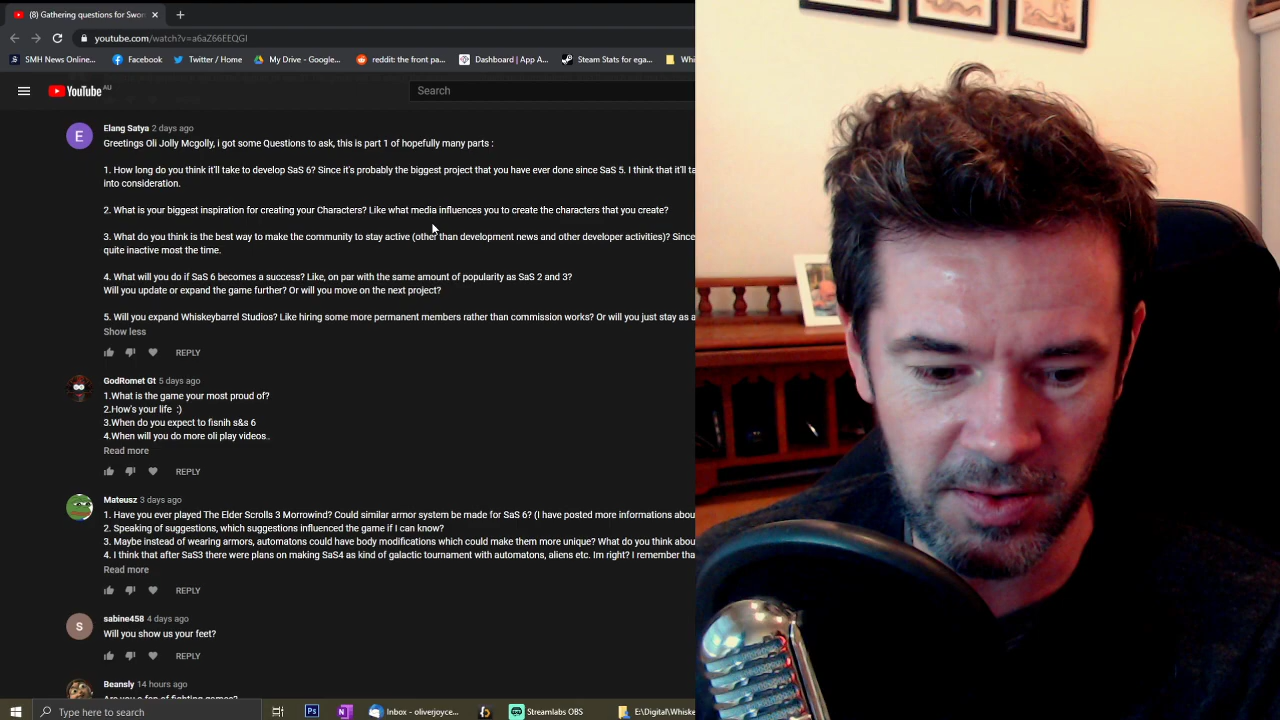 (8) Gathering questions for Swor
youtube.com/watch?v=a6aZ66EEQGI
SMH News Online...
Facebook
Twitter / Home
My Drive - Google...
reddit: the front pa...
Dashboard | App A...
Steam Stats for ega...
Whi
YouTube AU
Search
Elang Satya 2 days ago
Greetings Oli Jolly Mcgolly, i got some Questions to ask, this is part 1 of hopefully many parts :
1. How long do you think it'll take to develop SaS 6? Since it's probably the biggest project that you have ever done since SaS 5. I think that it'll ta
into consideration.
2. What is your biggest inspiration for creating your Characters? Like what media influences you to create the characters that you create?
3. What do you think is the best way to make the community to stay active (other than development news and other developer activities)? Since
quite inactive most the time.
4. What will you do if SaS 6 becomes a success? Like, on par with the same amount of popularity as SaS 2 and 3?
Will you update or expand the game further? Or will you move on the next project?
5. Will you expand Whiskeybarrel Studios? Like hiring some more permanent members rather than commission works? Or will you just stay as a
Show less
REPLY
GodRomet Gt 5 days ago
1.What is the game your most proud of?
2.How's your life :)
3.When do you expect to fisnih s&s 6
4.When will you do more oli play videos..
Read more
REPLY
Mateusz 3 days ago
1. Have you ever played The Elder Scrolls 3 Morrowind? Could similar armor system be made for SaS 6? (I have posted more informations abou
2. Speaking of suggestions, which suggestions influenced the game if I can know?
3. Maybe instead of wearing armors, automatons could have body modifications which could make them more unique? What do you think about
4. I think that after SaS3 there were plans on making SaS4 as kind of galactic tournament with automatons, aliens etc. Im right? I remember tha
Read more
REPLY
sabine458 4 days ago
Will you show us your feet?
REPLY
Beansly 14 hours ago
Are you a fan of fighting games?
Type here to search
Inbox - oliverjoyce...
Streamlabs OBS
E:\Digital\Whiske